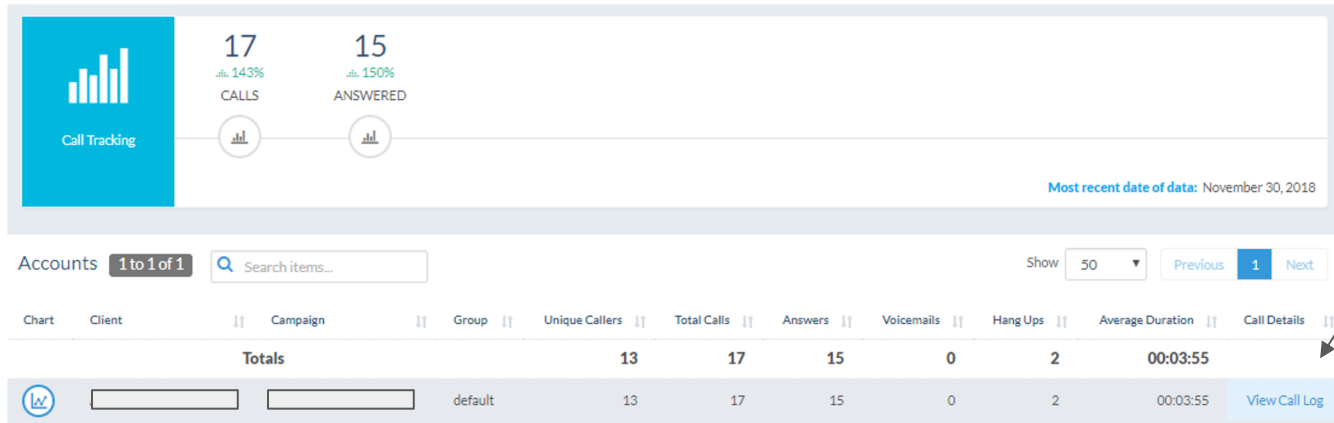 17 15
143% 150%
CALLS ANSWERED
Call Tracking
Most recent date of data: November 30, 2018
Accounts 1 to 1 of 1 Search items... Show 50 Previous 1 Next
Chart Client Campaign Group Unique Callers Total Calls Answers Voicemails Hang Ups Average Duration Call Details
Totals 13 17 15 0 2 00:03:55
default 13 17 15 0 2 00:03:55 View Call Log